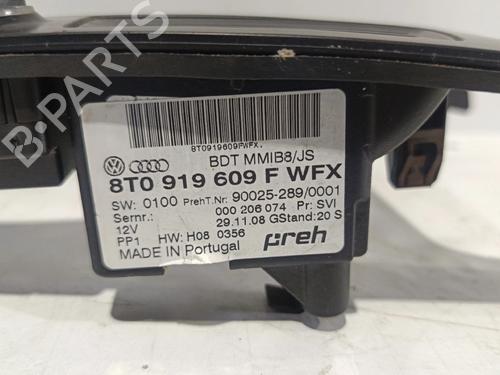 8T0919609FWFX.
BDT MMIB8/JS
8T0 919 609 F WFX
SW: 0100 PrehT.Nr: 90025-289/0001
Sernr.: 000 206 074 Pr: SVI
12V 29.11.08 GStand: 20 S
PP1 HW: H08 0356
MADE IN Portugal preh
B-PARTS